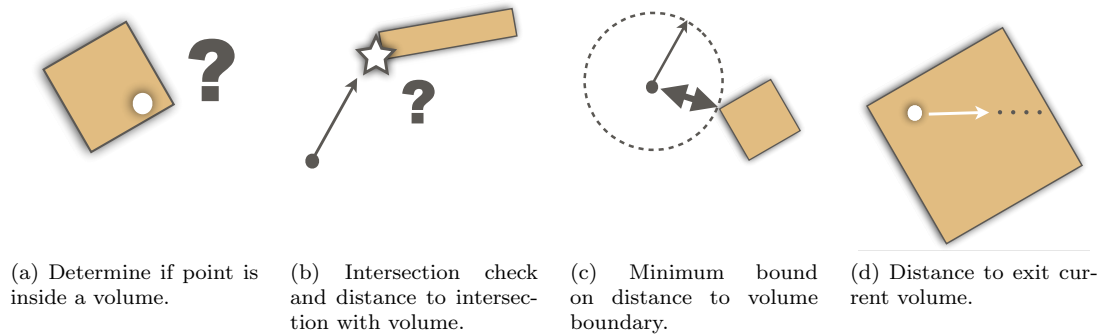 ?
?
(a) Determine if point is
inside a volume.
(b) Intersection check
and distance to intersec-
tion with volume.
(c) Minimum bound
on distance to volume
boundary.
(d) Distance to exit cur-
rent volume.